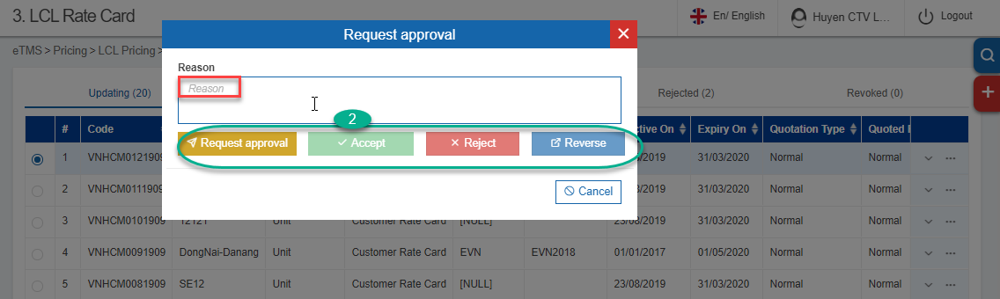 3. LCL Rate Card
En/ English
Huyen CTV L...
Logout
eTMS > Pricing > LCL Pricing >
Request approval
Reason
Reason
2
Request approval
Accept
Reject
Reverse
Cancel
Updating (20)
Rejected (2)
Revoked (0)
# Code ctive On Expiry On Quotation Type Quoted
1 VNHCM0121909 /2019 31/03/2020 Normal Normal
2 VNHCM0111909 /2019 31/03/2020 Normal Normal
3 VNHCM0101909 12121 Unit Customer Rate Card [NULL] 23/08/2019 31/03/2020 Normal Normal
4 VNHCM0091909 DongNai-Danang Unit Customer Rate Card EVN EVN2018 01/01/2017 01/05/2020 Normal Normal
5 VNHCM0081909 SE12 Unit Customer Rate Card [NULL] 23/08/2019 31/03/2020 Normal Normal